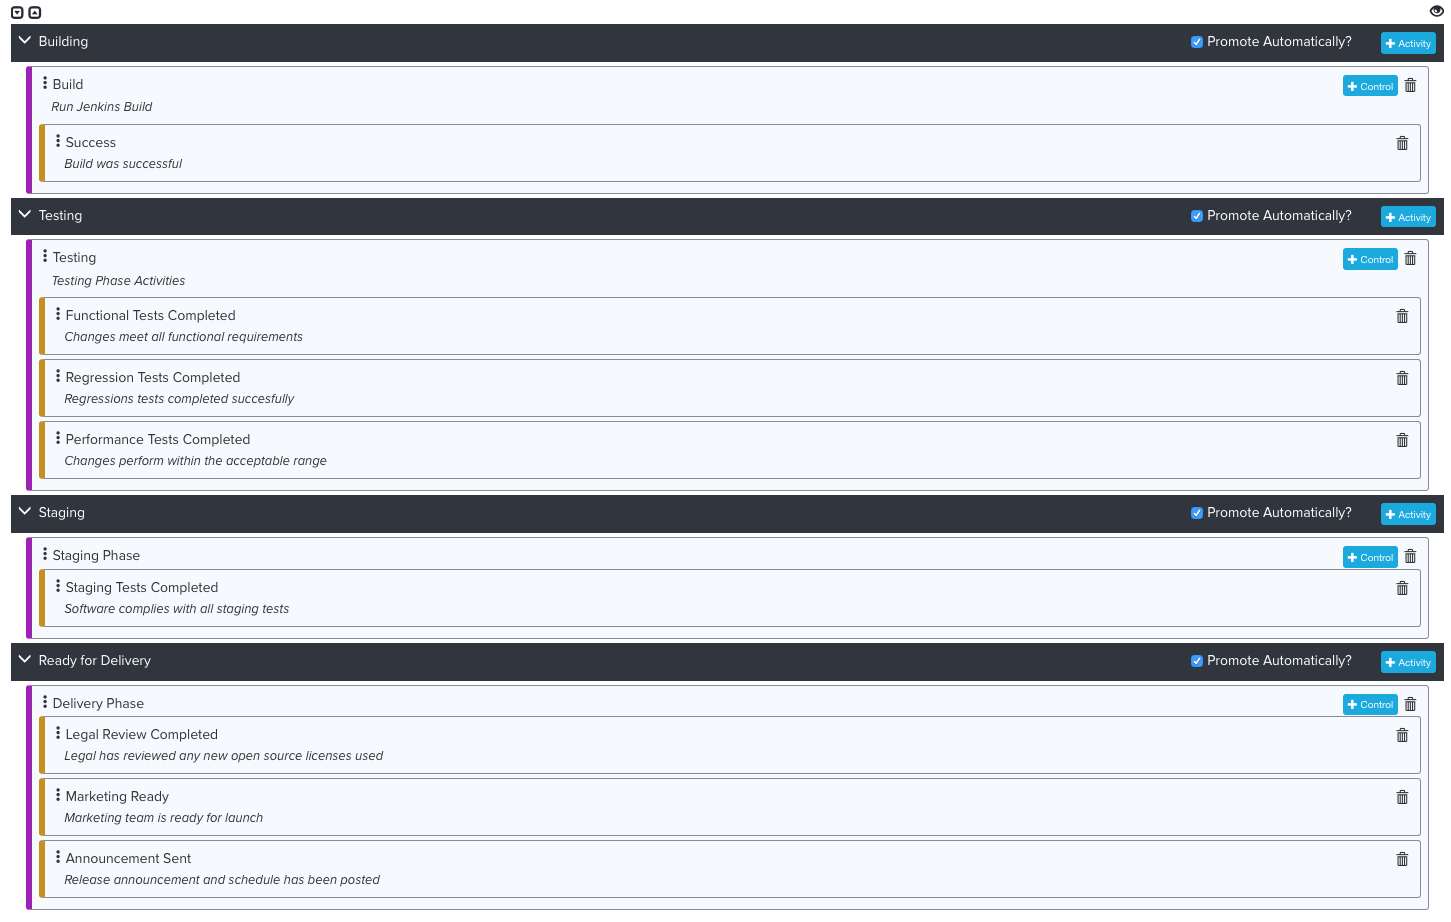 Building Promote Automatically? + Activity
Build + Control
Run Jenkins Build
Success
Build was successful
Testing Promote Automatically? + Activity
Testing + Control
Testing Phase Activities
Functional Tests Completed
Changes meet all functional requirements
Regression Tests Completed
Regressions tests completed succesfully
Performance Tests Completed
Changes perform within the acceptable range
Staging Promote Automatically? + Activity
Staging Phase + Control
Staging Tests Completed
Software complies with all staging tests
Ready for Delivery Promote Automatically? + Activity
Delivery Phase + Control
Legal Review Completed
Legal has reviewed any new open source licenses used
Marketing Ready
Marketing team is ready for launch
Announcement Sent
Release announcement and schedule has been posted